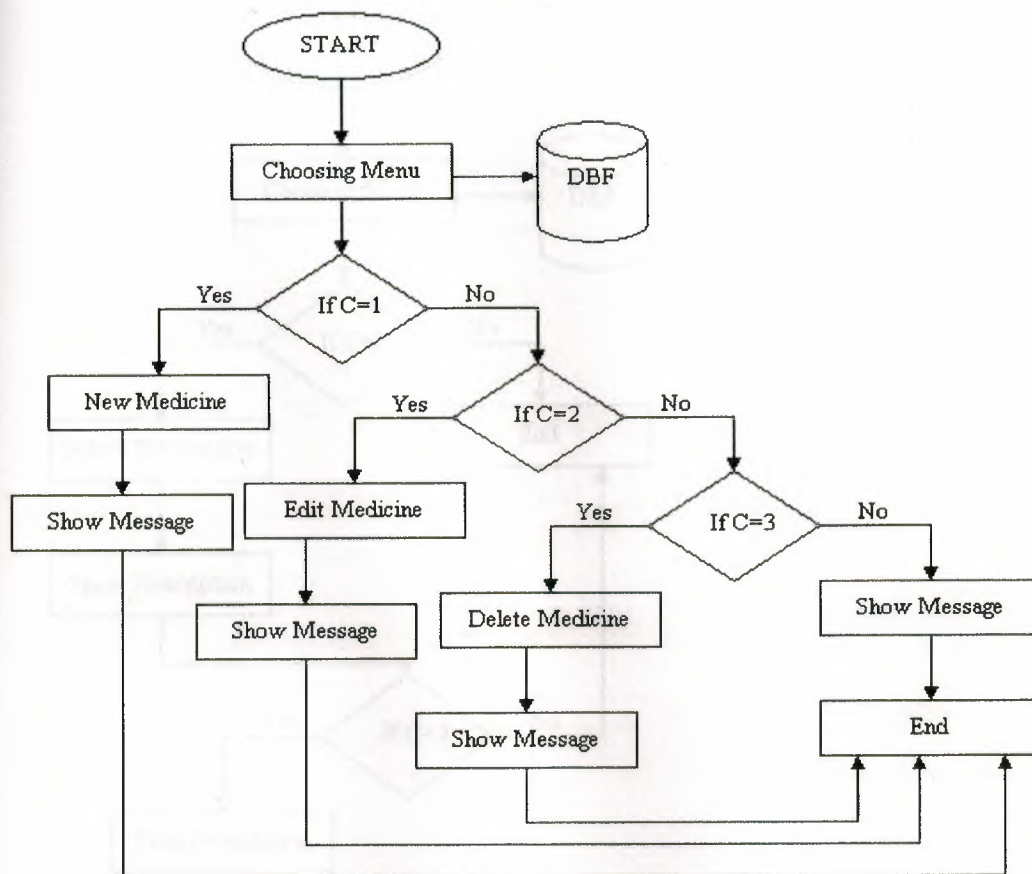 START
Choosing Menu
DBF
If C=1
Yes
No
New Medicine
If C=2
Yes
No
Show Message
Edit Medicine
If C=3
Yes
No
Show Message
Delete Medicine
Show Message
Show Message
End